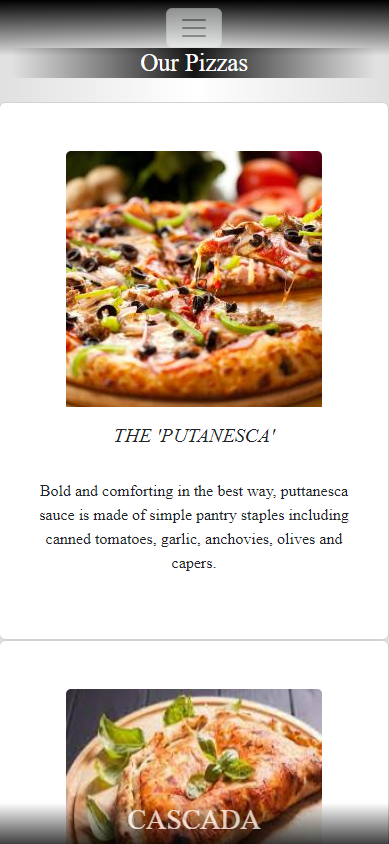 Our Pizzas
THE 'PUTANESCA'
Bold and comforting in the best way, puttanesca
sauce is made of simple pantry staples including
canned tomatoes, garlic, anchovies, olives and
capers.
CASCADA